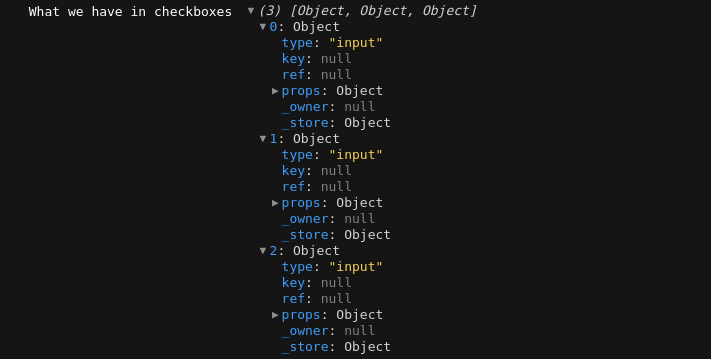 What we have in checkboxes ▼ (3) [Object, Object, Object]
▼ 0: Object
type: "input"
key: null
ref: null
▶ props: Object
_owner: null
_store: Object
▼ 1: Object
type: "input"
key: null
ref: null
▶ props: Object
_owner: null
_store: Object
▼ 2: Object
type: "input"
key: null
ref: null
▶ props: Object
_owner: null
_store: Object